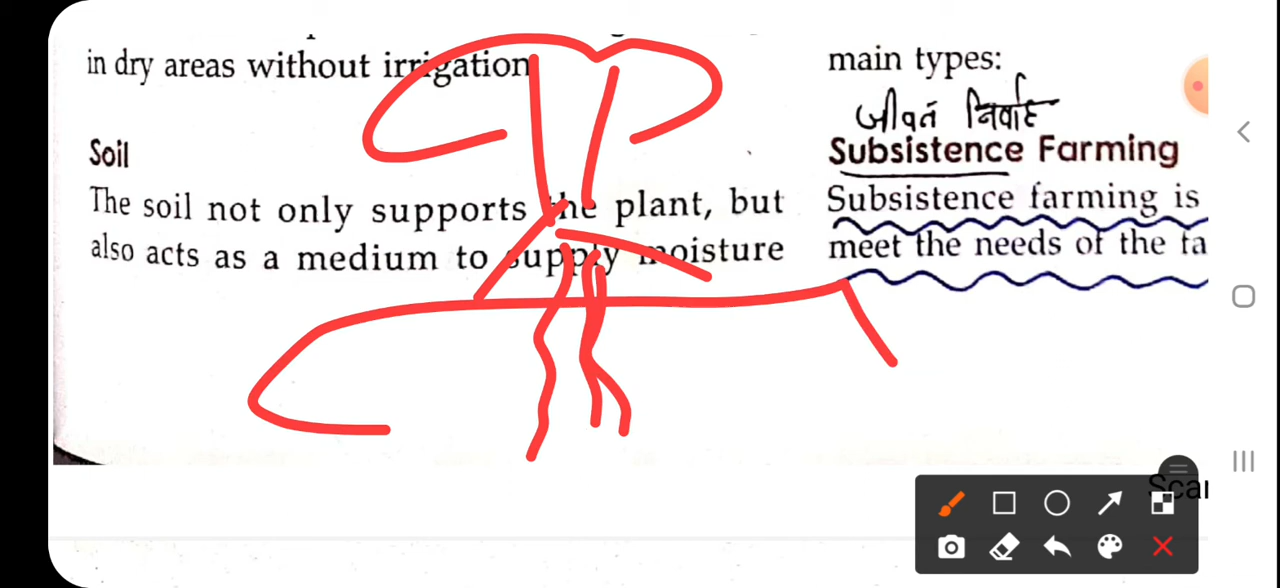 in dry areas without irrigation
Soil
The soil not only supports the plant, but
also acts as a medium to supply moisture
main types:
जीवन निर्वाह
Subsistence Farming
Subsistence farming is
meet the needs of the fa
Scar